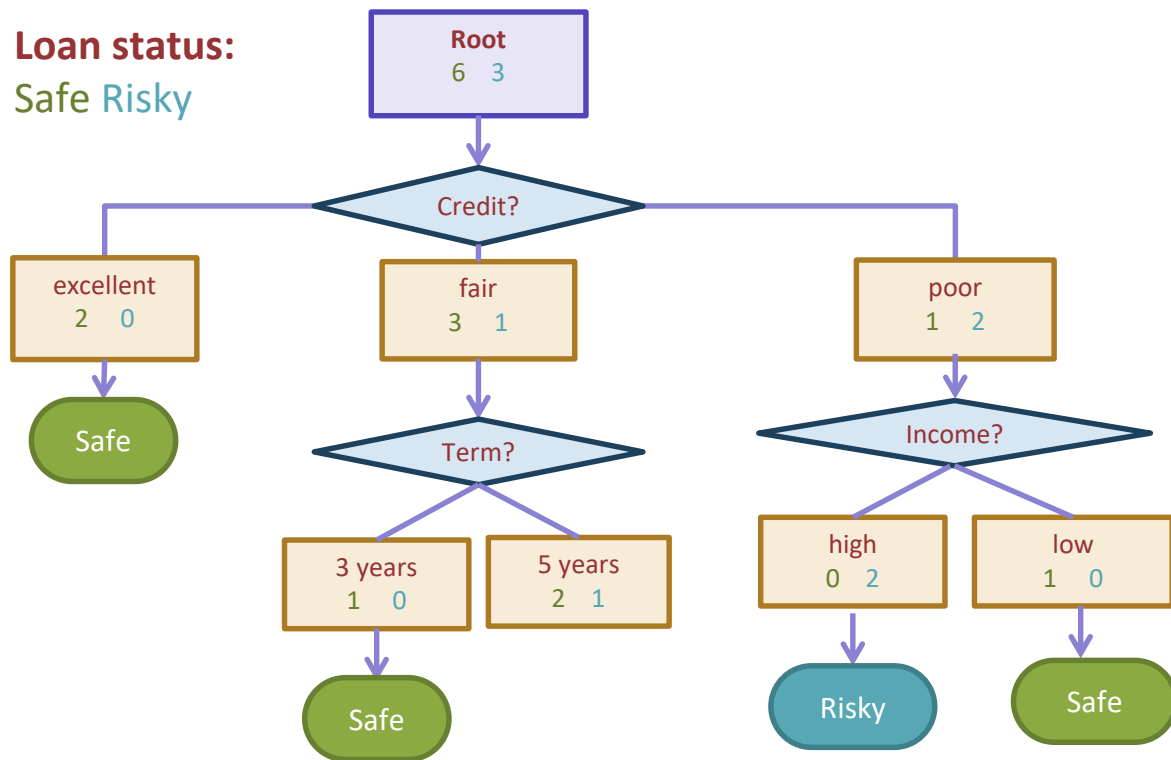 Loan status:
Safe Risky
Root
6 3
Credit?
excellent
2 0
fair
3 1
poor
1 2
Safe
Term?
Income?
3 years
1 0
5 years
2 1
high
0 2
low
1 0
Safe
Risky
Safe